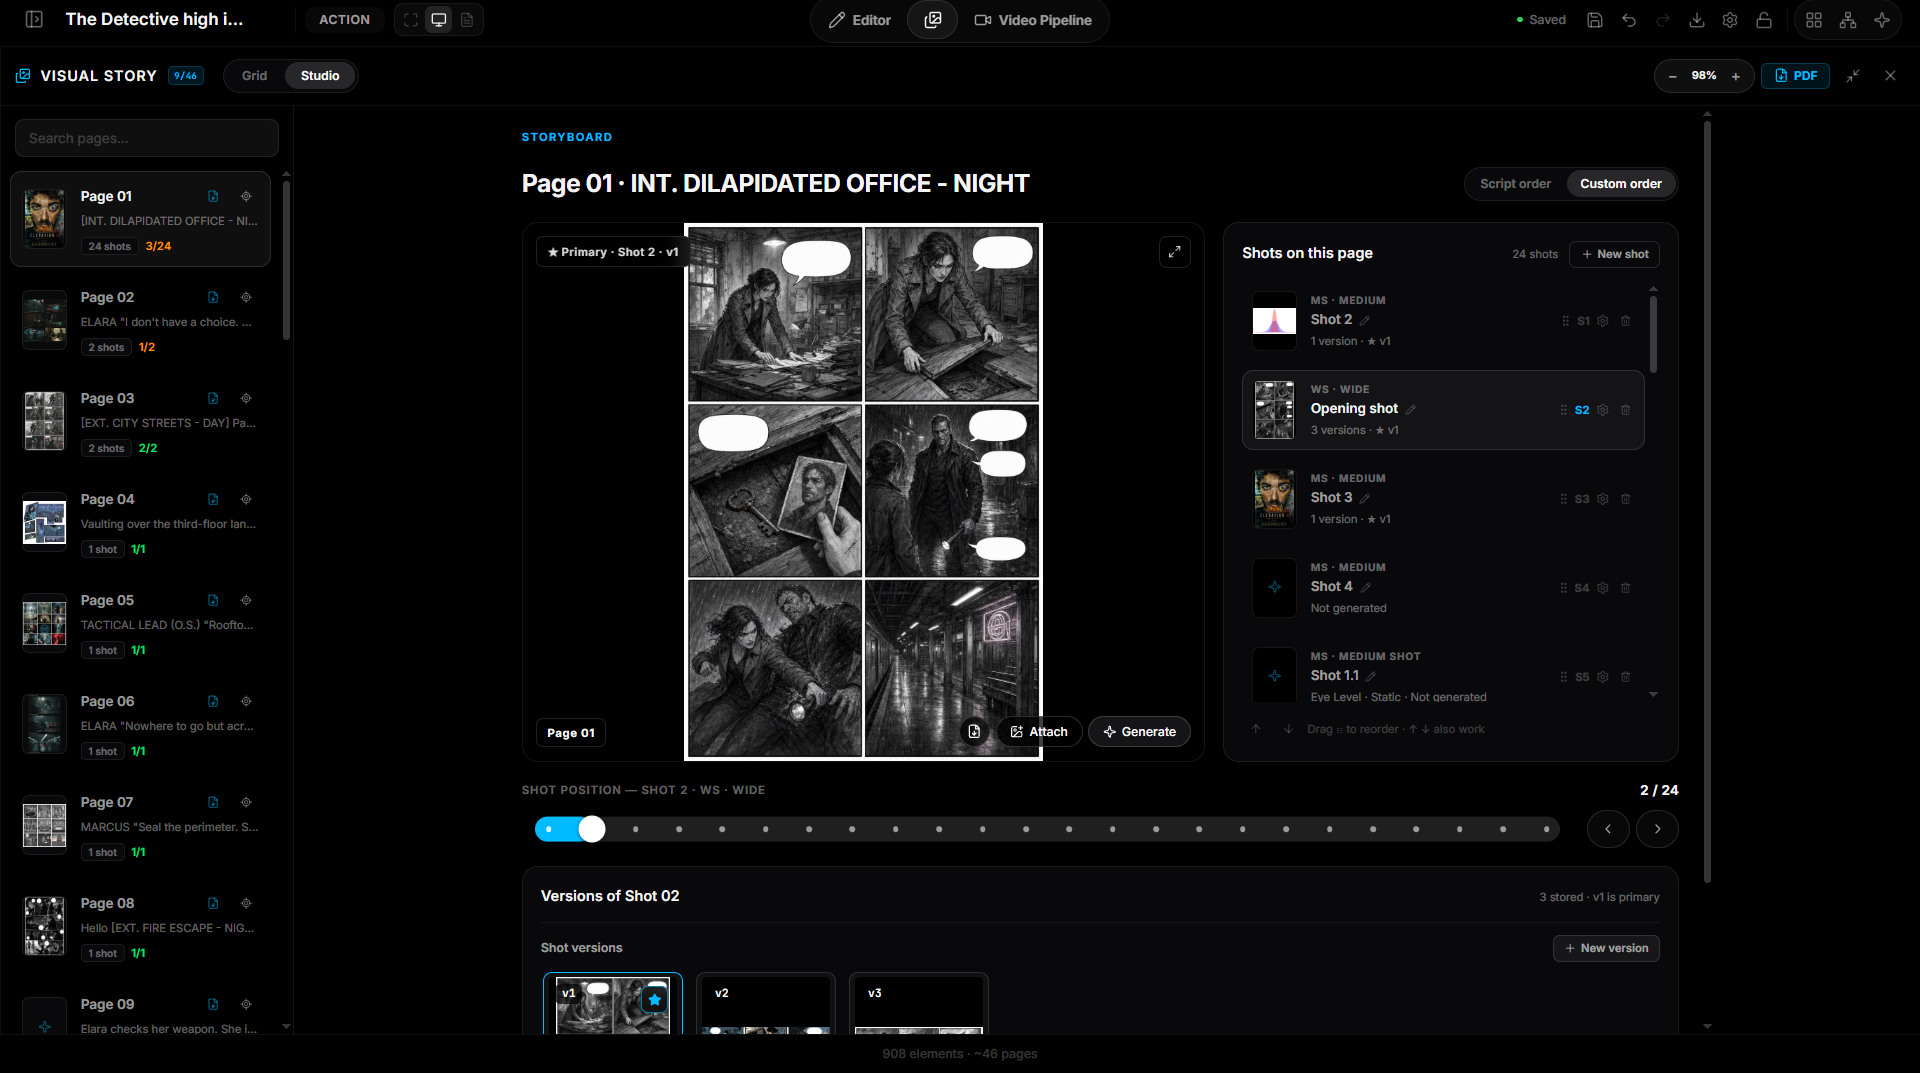 The Detective high i...
ACTION
Editor
Video Pipeline
Saved
VISUAL STORY
9/46
Grid
Studio
98%
PDF
Search pages...
Page 01
[INT. DILAPIDATED OFFICE - NI...
24 shots
3/24
Page 02
ELARA "I don't have a choice. ...
2 shots
1/2
Page 03
[EXT. CITY STREETS - DAY] Pa...
2 shots
2/2
Page 04
Vaulting over the third-floor lan...
1 shot
1/1
Page 05
TACTICAL LEAD (O.S.) "Roofto...
1 shot
1/1
Page 06
ELARA "Nowhere to go but acr...
1 shot
1/1
Page 07
MARCUS "Seal the perimeter. S...
1 shot
1/1
Page 08
Hello [EXT. FIRE ESCAPE - NIG...
1 shot
1/1
Page 09
Elara checks her weapon. She i...
STORYBOARD
Page 01 · INT. DILAPIDATED OFFICE - NIGHT
Script order
Custom order
★ Primary · Shot 2 · v1
Page 01
Attach
Generate
Shots on this page
24 shots
+ New shot
MS · MEDIUM
Shot 2
1 version · ★ v1
S1
WS · WIDE
Opening shot
3 versions · ★ v1
S2
MS · MEDIUM
Shot 3
1 version · ★ v1
S3
MS · MEDIUM
Shot 4
Not generated
S4
MS · MEDIUM SHOT
Shot 1.1
Eye Level · Static · Not generated
S5
↑ ↓ Drag ⠿ to reorder · ↑ ↓ also work
SHOT POSITION — SHOT 2 · WS · WIDE
2 / 24
Versions of Shot 02
3 stored · v1 is primary
Shot versions
+ New version
v1
v2
v3
908 elements · ~46 pages